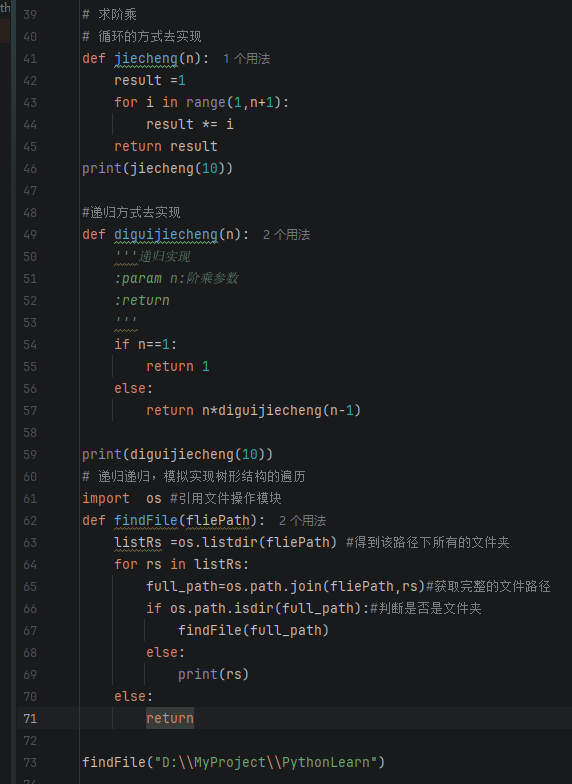 th
39 # 求阶乘
40 # 循环的方式去实现
41 def jiecheng(n): 1个用法
42 result =1
43 for i in range(1,n+1):
44 result *= i
45 return result
46 print(jiecheng(10))
47
48 #递归方式去实现
49 def diguijiecheng(n): 2个用法
50 '''递归实现
51 :param n:阶乘参数
52 :return
53 '''
54 if n==1:
55 return 1
56 else:
57 return n*diguijiecheng(n-1)
58
59 print(diguijiecheng(10))
60 # 递归递归，模拟实现树形结构的遍历
61 import  os #引用文件操作模块
62 def findFile(fliePath): 2个用法
63 listRs =os.listdir(fliePath) #得到该路径下所有的文件夹
64 for rs in listRs:
65 full_path=os.path.join(fliePath,rs)#获取完整的文件路径
66 if os.path.isdir(full_path):#判断是否是文件夹
67 findFile(full_path)
68 else:
69 print(rs)
70 else:
71 return
72
73 findFile("D:\\MyProject\\PythonLearn")